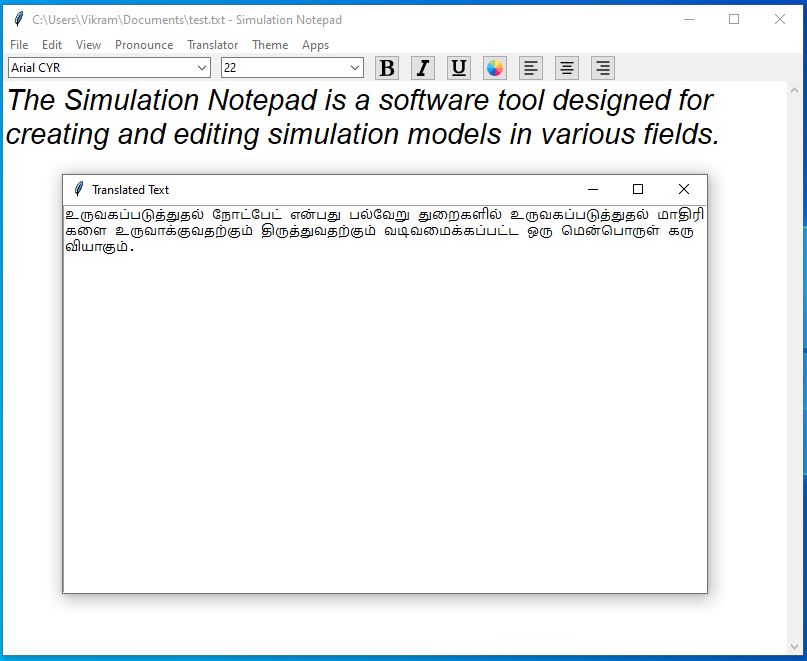 C:\Users\Vikram\Documents\test.txt - Simulation Notepad
File Edit View Pronounce Translator Theme Apps
Arial CYR 22 B I U
The Simulation Notepad is a software tool designed for
creating and editing simulation models in various fields.
Translated Text
உருவகப்படுத்துதல் நோட்பேட் என்பது பல்வேறு துறைகளில் உருவகப்படுத்துதல் மாதிரி
களை உருவாக்குவதற்கும் திருத்துவதற்கும் வடிவமைக்கப்பட்ட ஒரு மென்பொருள் கரு
வியாகும்.